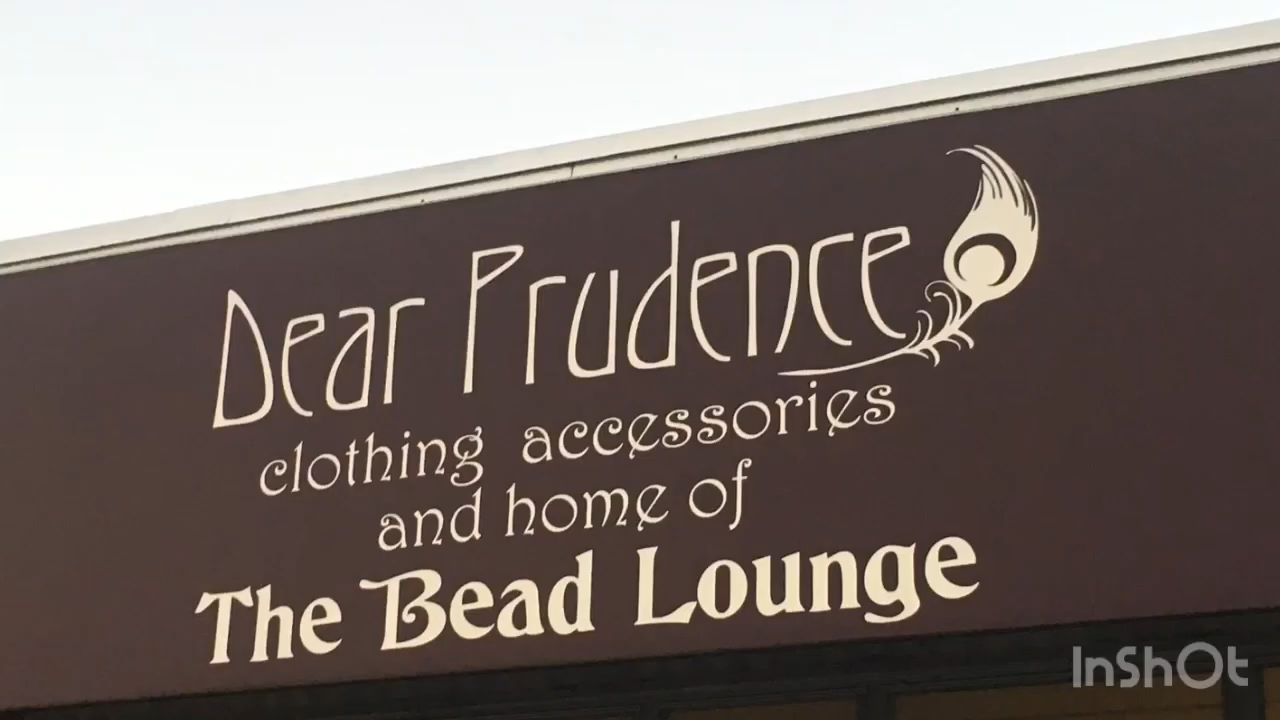 Dear Prudence
clothing accessories
and home of
The Bead Lounge
InShOt